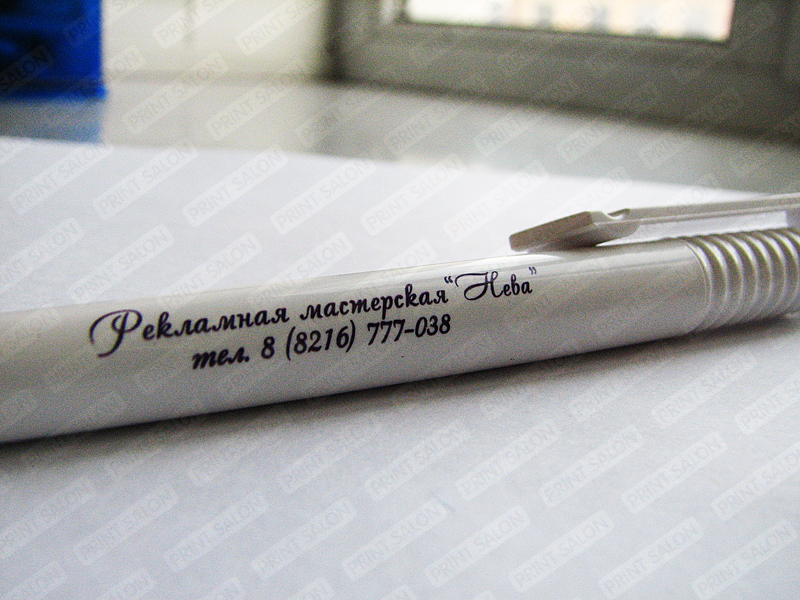 Рекламная мастерская “Нева”
тел. 8 (8216) 777-038
PRINT SALON